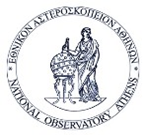 ΕΘΝΙΚΟΝ ΑΣΤΕΡΟΣΚΟΠΕΙΟΝ ΑΘΗΝΩΝ
NATIONAL OBSERVATORY ATHENS